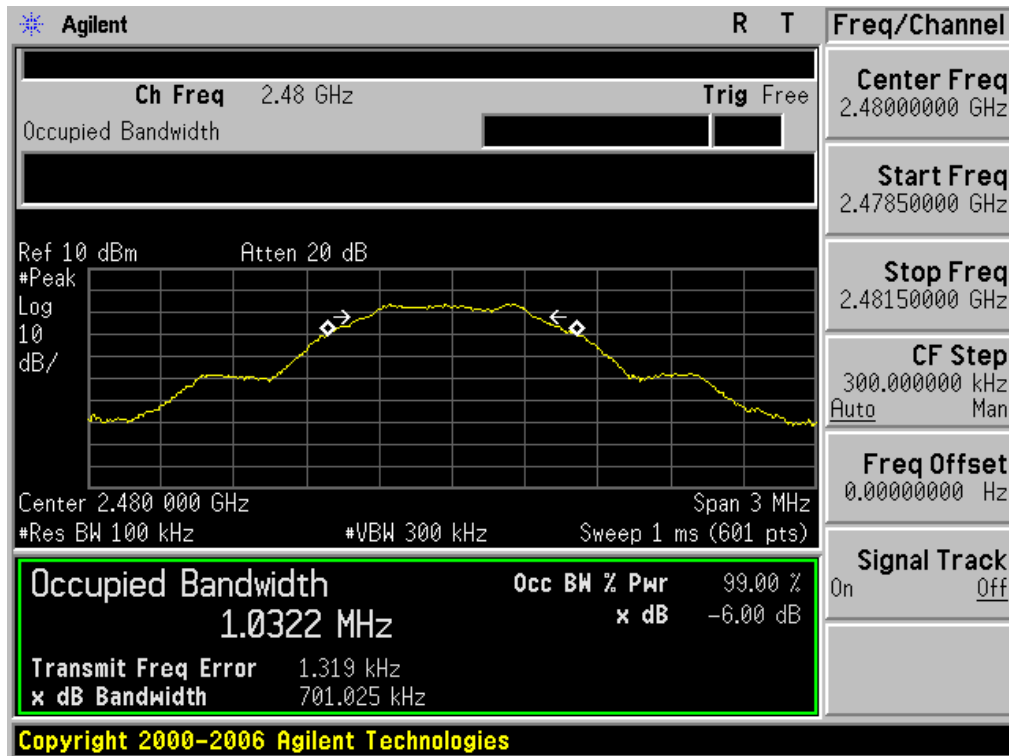 Agilent R T
Ch Freq 2.48 GHz Trig Free
Occupied Bandwidth
Ref 10 dBm Atten 20 dB
#Peak
Log
10
dB/
Center 2.480 000 GHz Span 3 MHz
#Res BW 100 kHz #VBW 300 kHz Sweep 1 ms (601 pts)
Occupied Bandwidth
1.0322 MHz
Occ BW % Pwr 99.00 %
x dB -6.00 dB
Transmit Freq Error 1.319 kHz
x dB Bandwidth 701.025 kHz
Copyright 2000-2006 Agilent Technologies
Freq/Channel
Center Freq
2.48000000 GHz
Start Freq
2.47850000 GHz
Stop Freq
2.48150000 GHz
CF Step
300.000000 kHz
Auto Man
Freq Offset
0.00000000 Hz
Signal Track
On Off